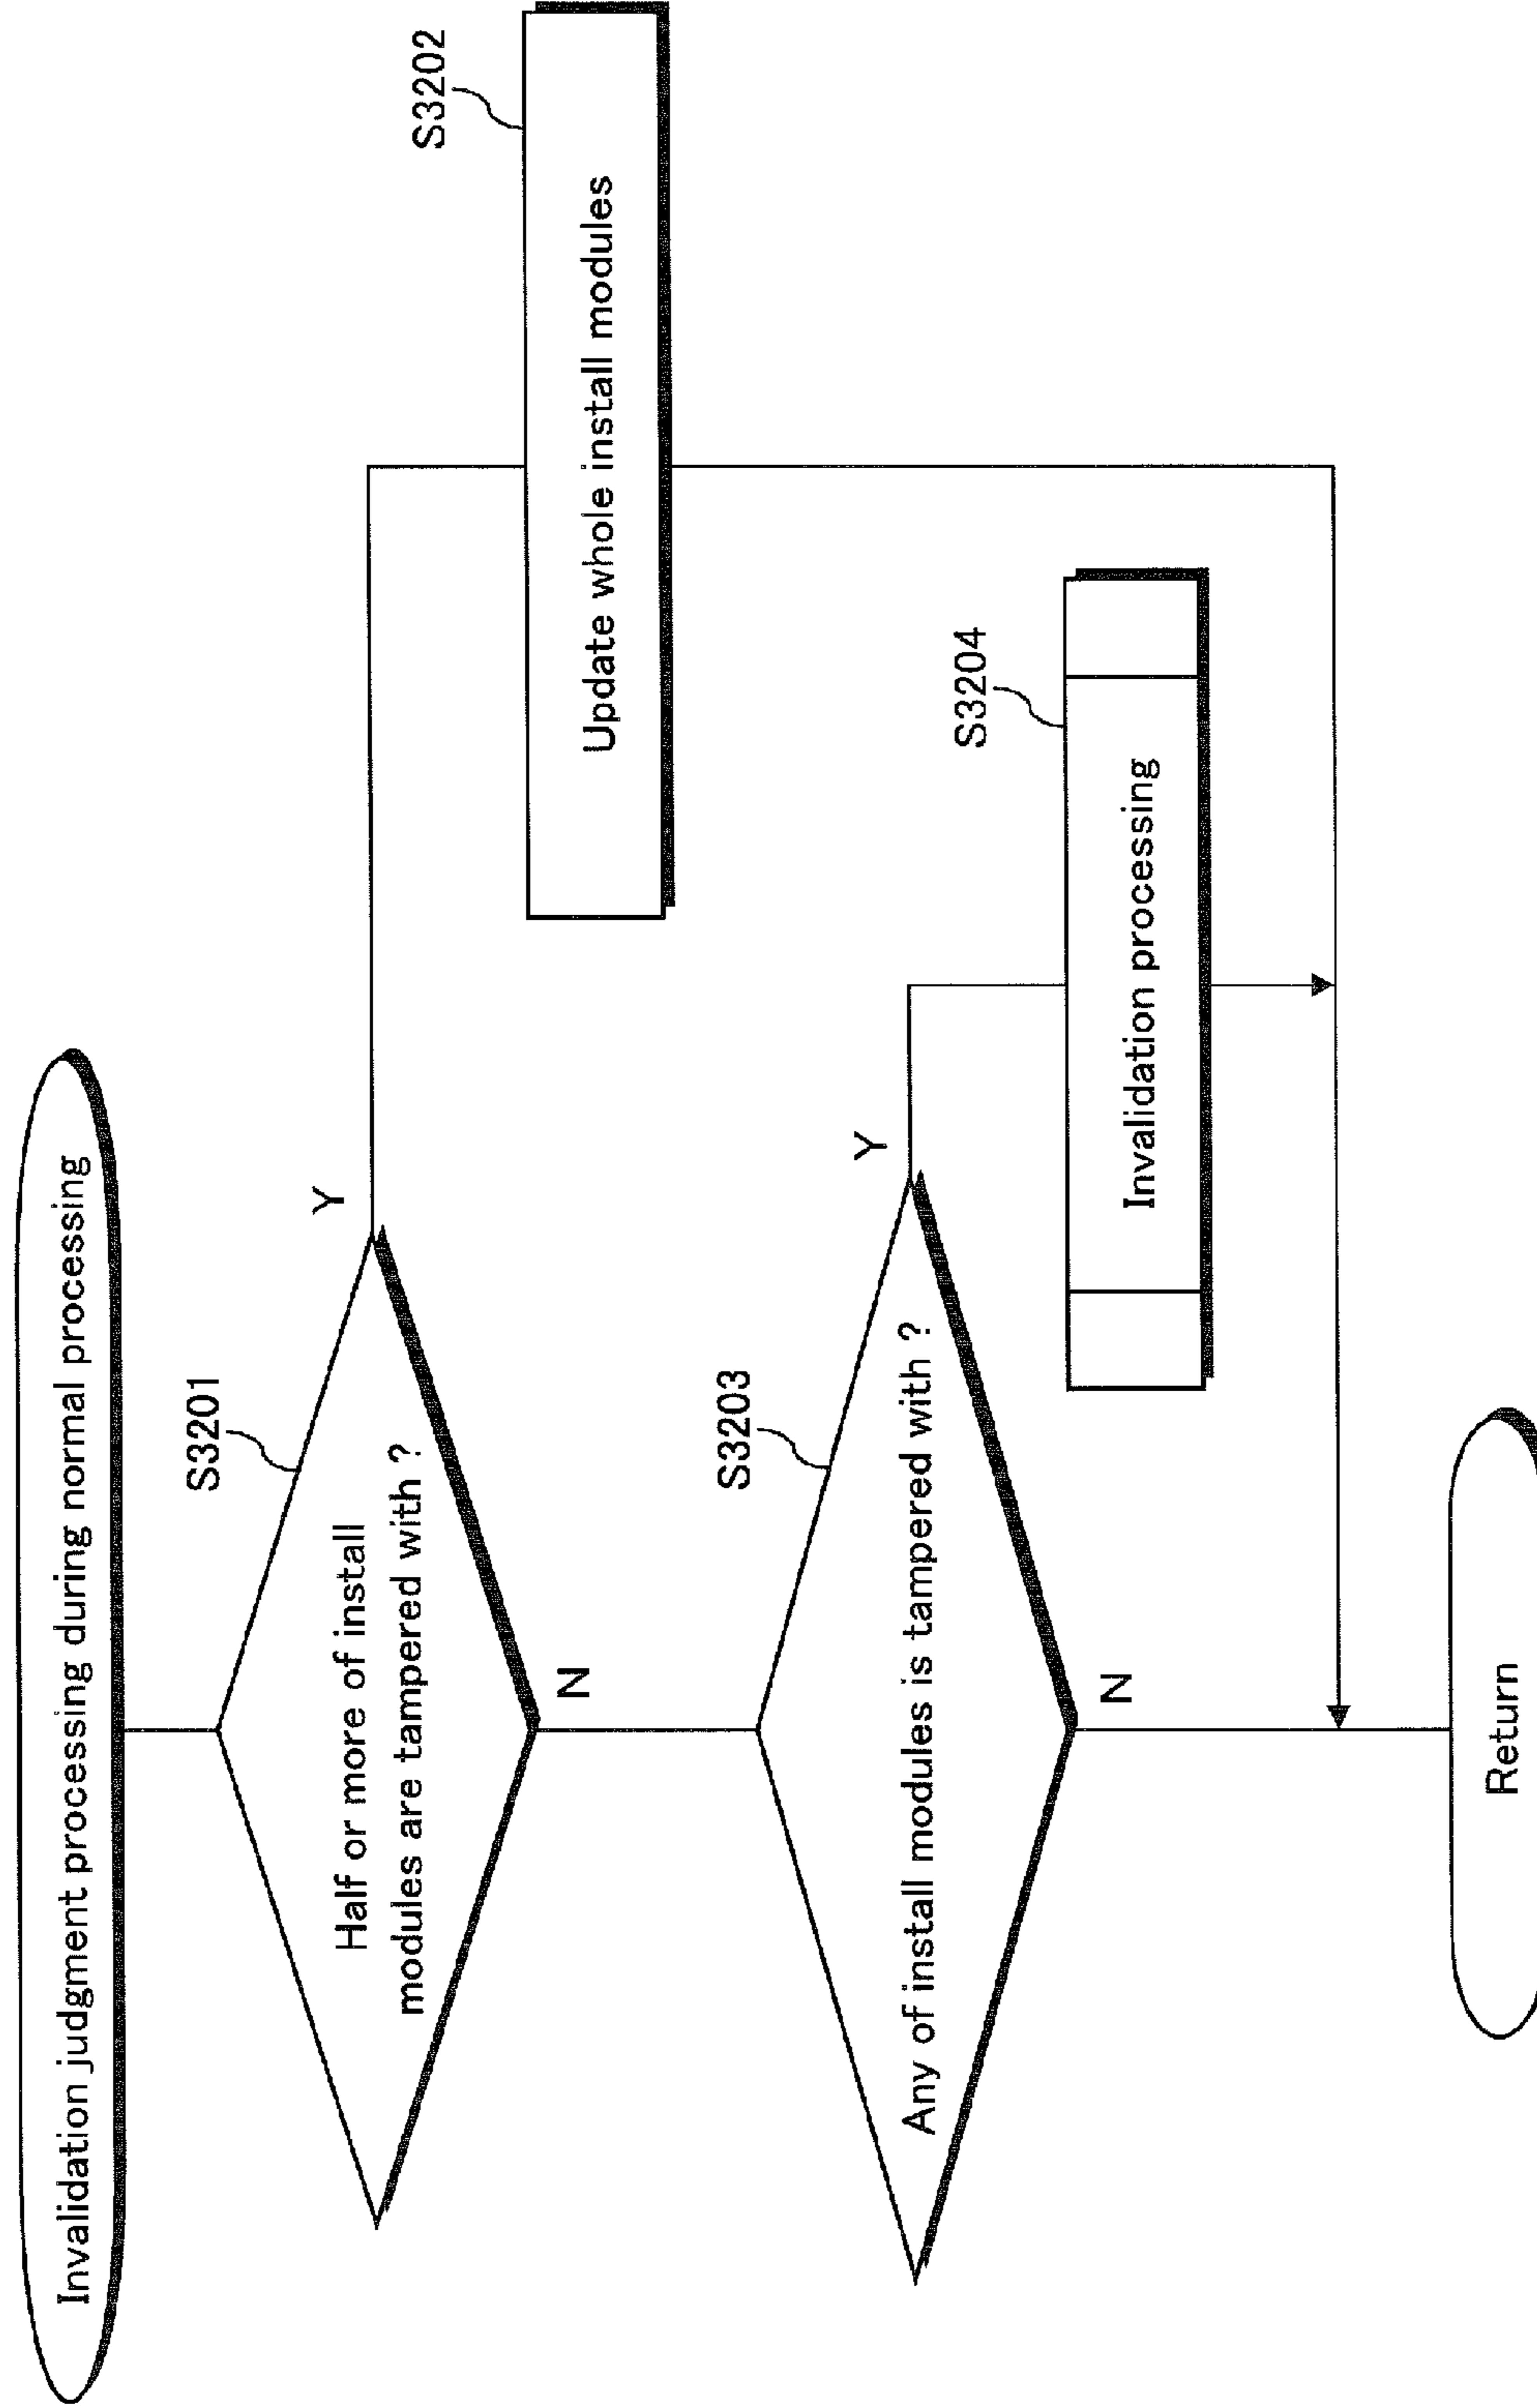 Invalidation judgment processing during normal processing
S3201
Half or more of install
modules are tampered with ?
Y
N
S3202
Update whole install modules
S3203
Any of install modules is tampered with ?
Y
N
S3204
Invalidation processing
Return